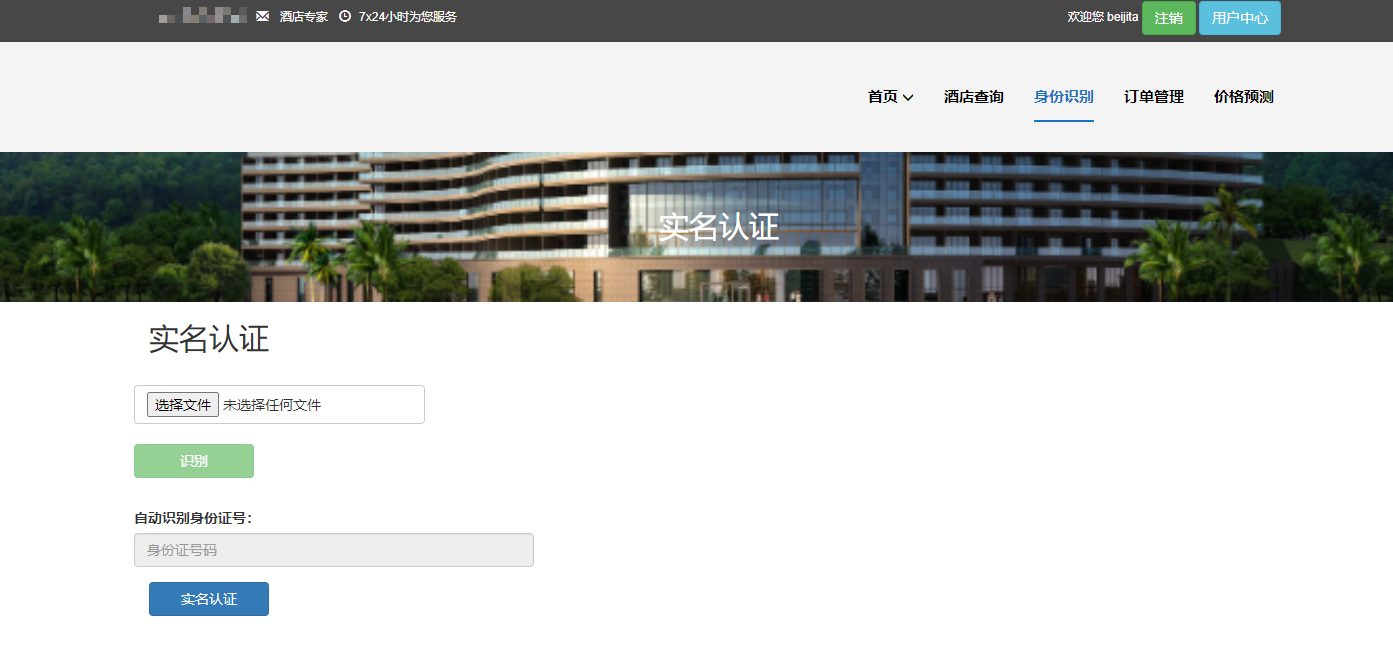 酒店专家 7x24小时为您服务
欢迎您 beijita 注销 用户中心
首页 酒店查询 身份识别 订单管理 价格预测
实名认证
实名认证
选择文件 未选择任何文件
识别
自动识别身份证号:
身份证号码
实名认证